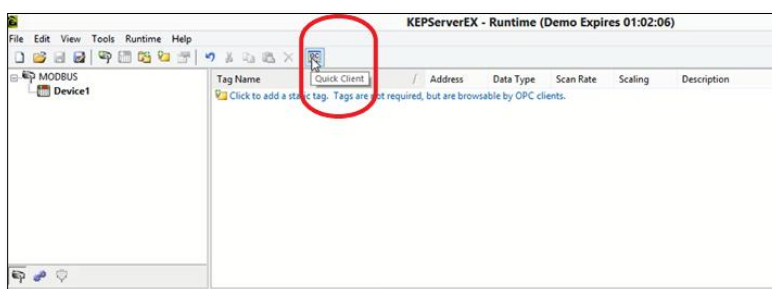 KEPServerEX - Runtime (Demo Expires 01:02:06)
File Edit View Tools Runtime Help
MODBUS
Device1
Tag Name / Address Data Type Scan Rate Scaling Description
Quick Client
Click to add a static tag. Tags are not required, but are browsable by OPC clients.